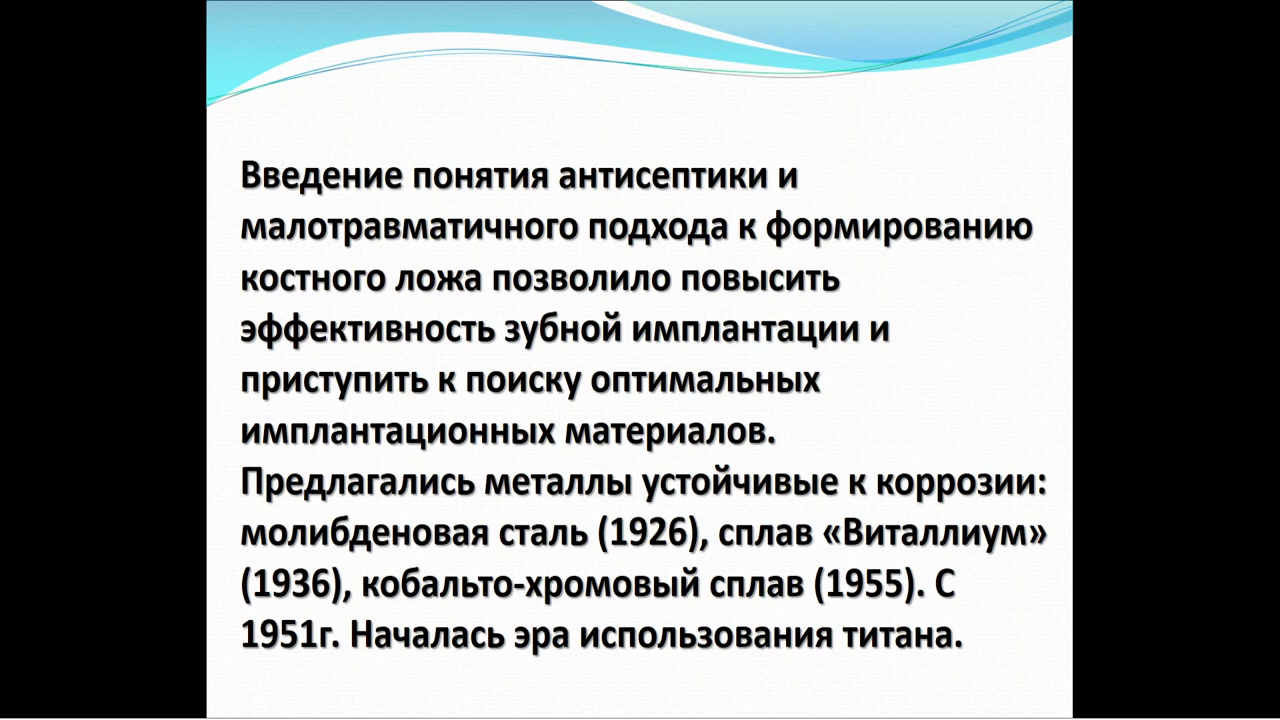 Введение понятия антисептики и
малотравматичного подхода к формированию
костного ложа позволило повысить
эффективность зубной имплантации и
приступить к поиску оптимальных
имплантационных материалов.
Предлагались металлы устойчивые к коррозии:
молибденовая сталь (1926), сплав «Виталлиум»
(1936), кобальто-хромовый сплав (1955). С
1951г. Началась эра использования титана.